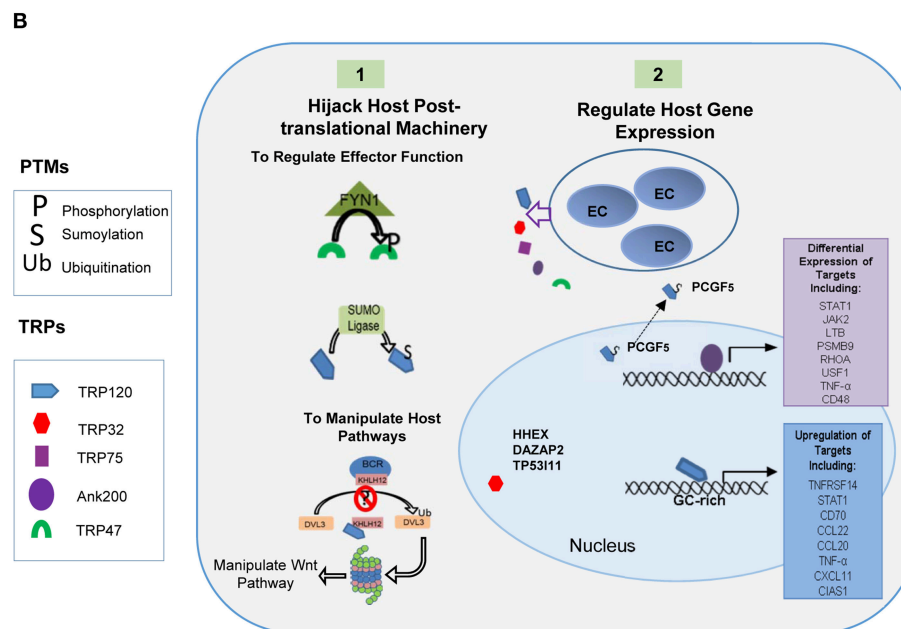 B
PTMs
P Phosphorylation
S Sumoylation
Ub Ubiquitination
TRPs
TRP120
TRP32
TRP75
Ank200
TRP47
1
Hijack Host Post-
translational Machinery
To Regulate Effector Function
FYN1
P
SUMO
Ligase
S
To Manipulate Host
Pathways
BCR
KHLH12
?
Ub
DVL3
KHLH12
DVL3
Manipulate Wnt
Pathway
2
Regulate Host Gene
Expression
EC
EC
EC
S
PCGF5
S
PCGF5
HHEX
DAZAP2
TP53I11
GC-rich
Nucleus
Differential
Expression of
Targets
Including:
STAT1
JAK2
LTB
PSMB9
RHOA
USF1
TNF-α
CD48
Upregulation of
Targets
Including:
TNFRSF14
STAT1
CD70
CCL22
CCL20
TNF-α
CXCL11
CIAS1